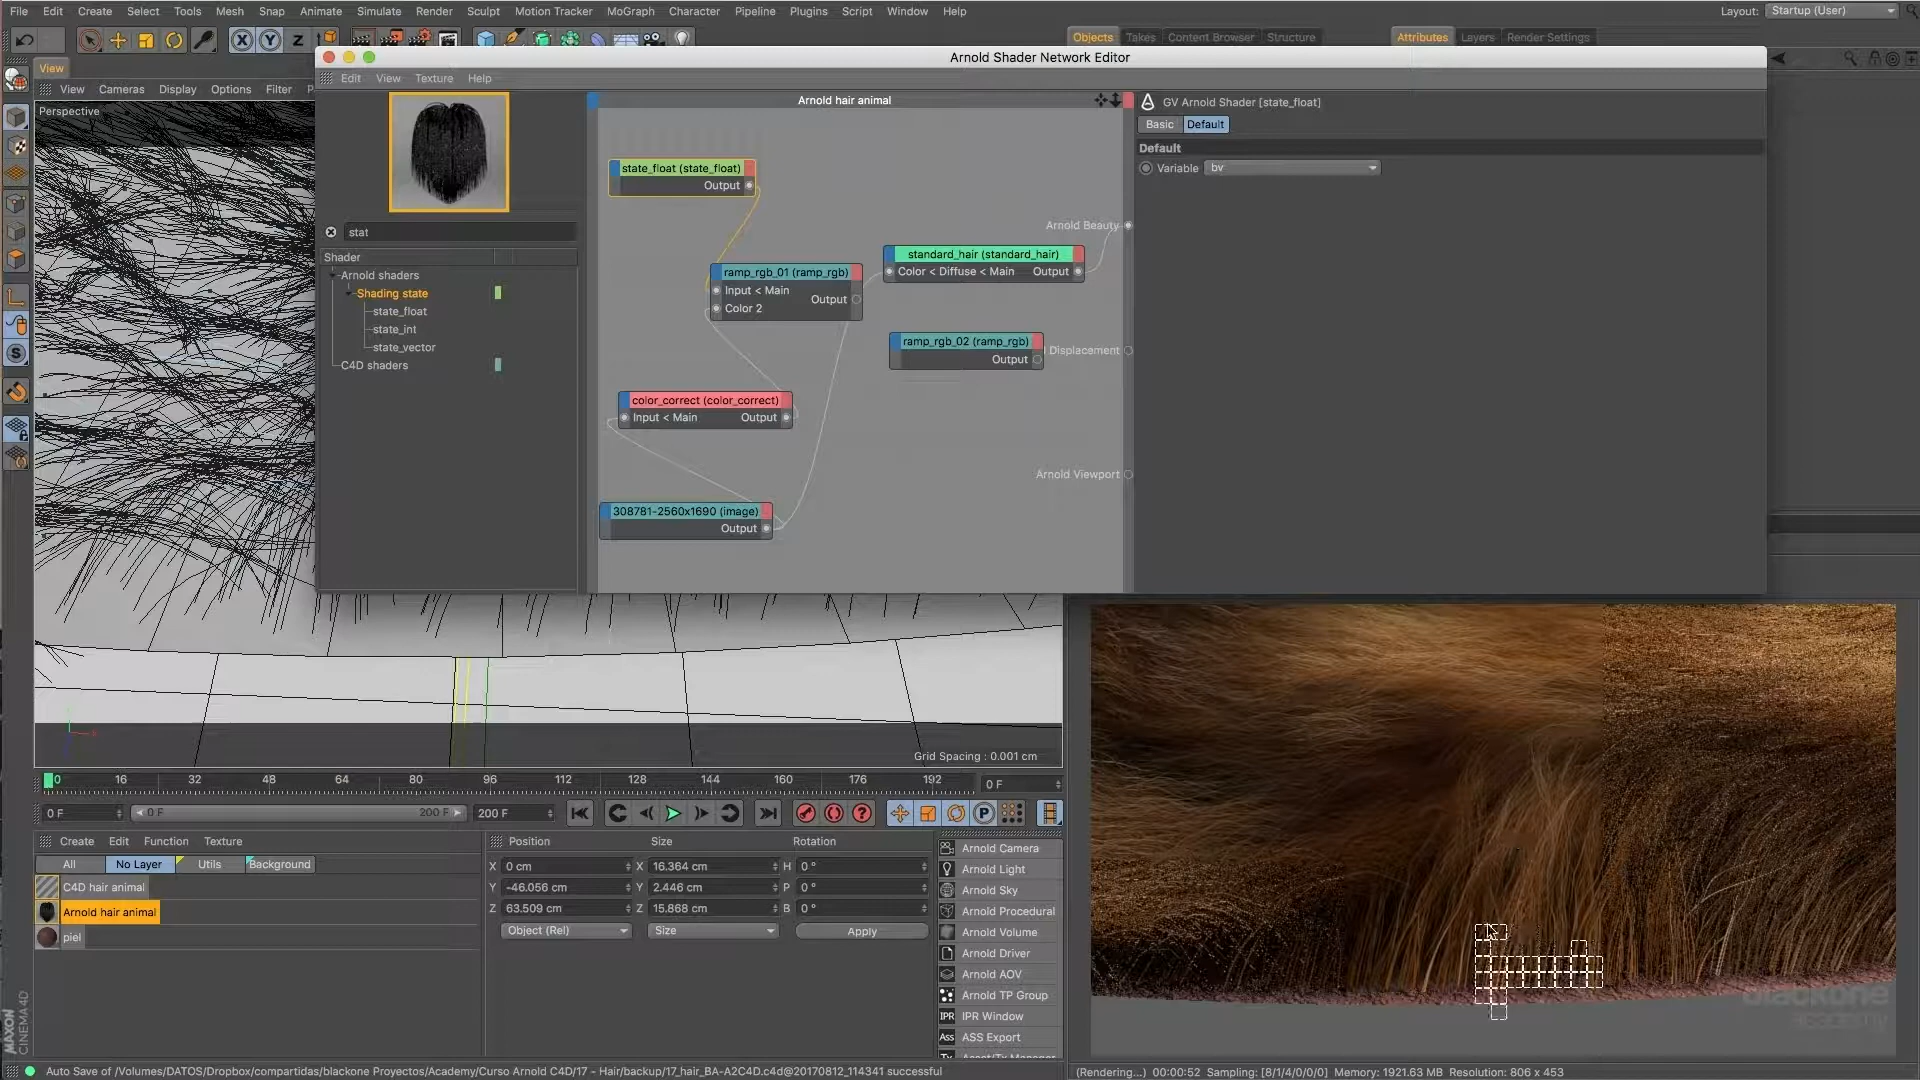 File Edit Create Select Tools Mesh Snap Animate Simulate Render Sculpt Motion Tracker MoGraph Character Pipeline Plugins Script Window Help
Layout: Startup (User)
X Y Z
Objects Takes Content Browser Structure
Attributes Layers Render Settings
View
View Cameras Display Options Filter P
Perspective
Arnold Shader Network Editor
Edit View Texture Help
stat
Shader
Arnold shaders
Shading state
state_float
state_int
state_vector
C4D shaders
Arnold hair animal
state_float (state_float)
Output
ramp_rgb_01 (ramp_rgb)
Input < Main
Output
Color 2
standard_hair (standard_hair)
Color < Diffuse < Main Output
ramp_rgb_02 (ramp_rgb)
Output
color_correct (color_correct)
Input < Main Output
308781-2560x1690 (image)
Output
Arnold Beauty
Displacement
Arnold Viewport
GV Arnold Shader [state_float]
Basic Default
Default
Variable bv
Grid Spacing : 0.001 cm
0 16 32 48 64 80 96 112 128 144 160 176 192
0 F
0 F 0 F 200 F 200 F
Create Edit Function Texture
All No Layer Utils Background
C4D hair animal
Arnold hair animal
piel
Position Size Rotation
X 0 cm X 16.364 cm H 0 °
Y -46.056 cm Y 2.446 cm P 0 °
Z 63.509 cm Z 15.868 cm B 0 °
Object (Rel) Size Apply
Arnold Camera
Arnold Light
Arnold Sky
Arnold Procedural
Arnold Volume
Arnold Driver
Arnold AOV
Arnold TP Group
IPR IPR Window
Ass ASS Export
MAXON
CINEMA4D
blackone
academy
Auto Save of /Volumes/DATOS/Dropbox/compartidas/blackone Proyectos/Academy/Curso Arnold C4D/17 - Hair/backup/17_hair_BA-A2C4D.c4d@20170812_114341 successful
(Rendering...) 00:00:52 Sampling: [8/1/4/0/0/0] Memory: 1921.63 MB Resolution: 806 x 453